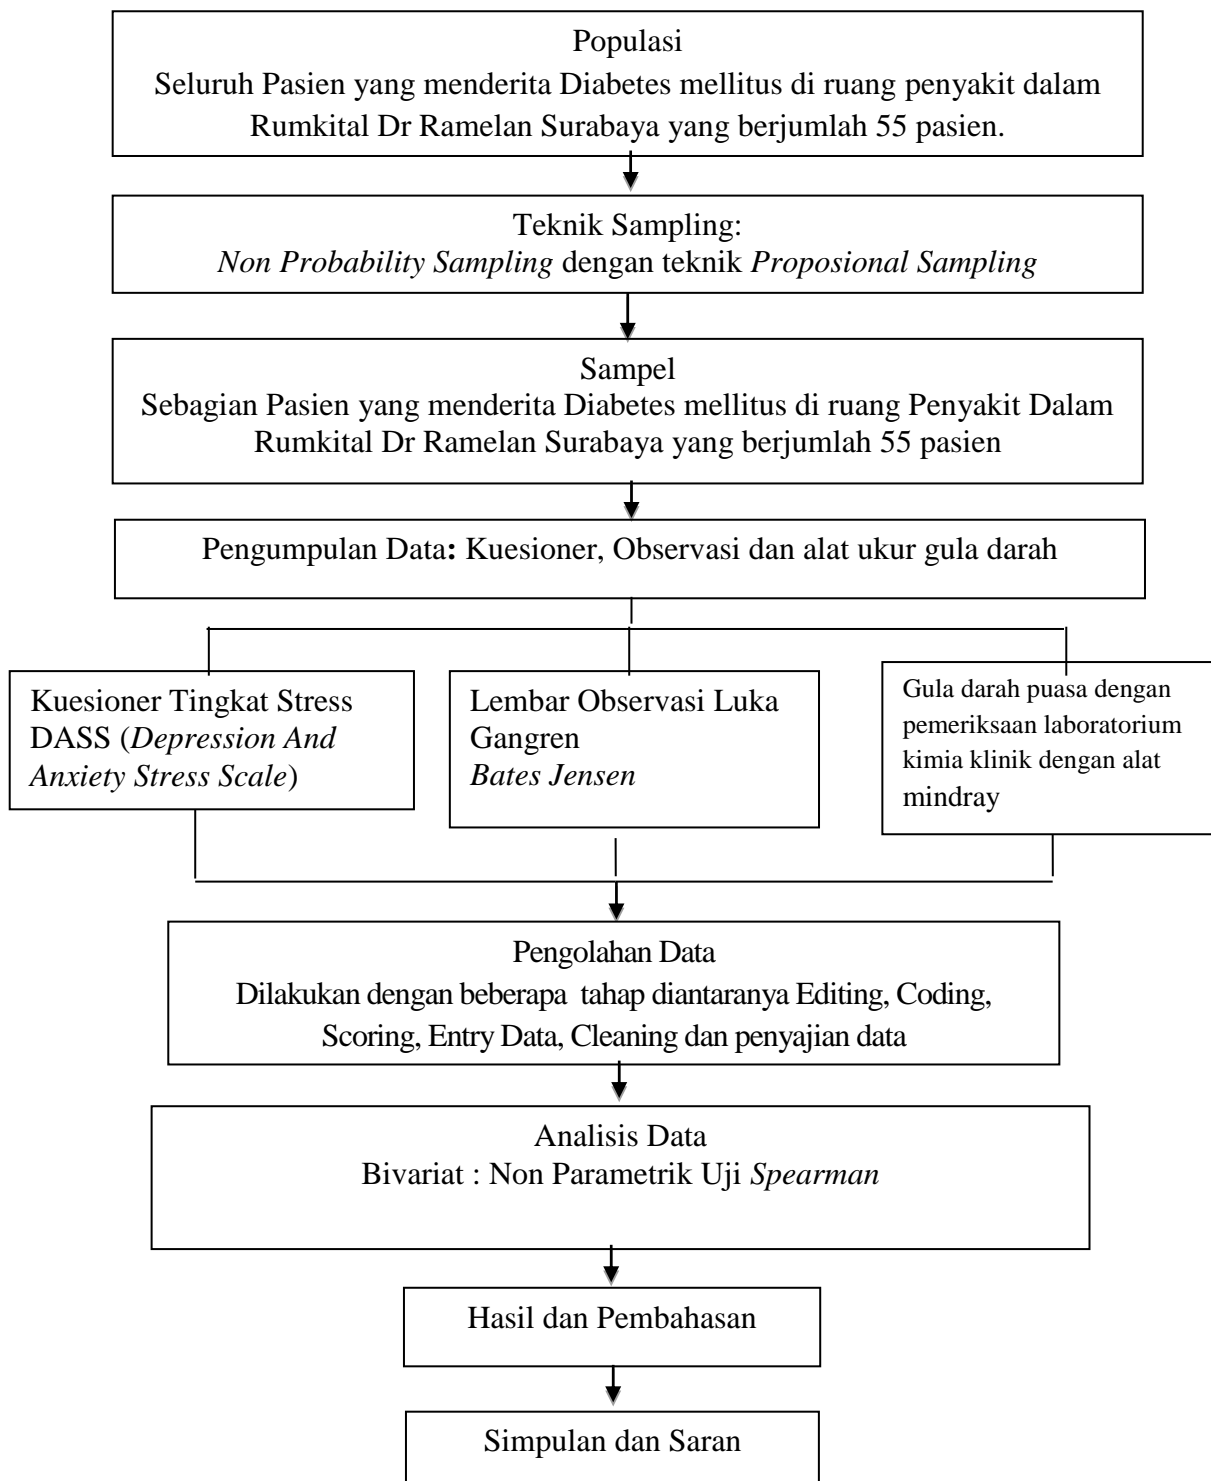 Populasi
Seluruh Pasien yang menderita Diabetes mellitus di ruang penyakit dalam
Rumkital Dr Ramelan Surabaya yang berjumlah 55 pasien.
Teknik Sampling:
Non Probability Sampling dengan teknik Proposional Sampling
Sampel
Sebagian Pasien yang menderita Diabetes mellitus di ruang Penyakit Dalam
Rumkital Dr Ramelan Surabaya yang berjumlah 55 pasien
Pengumpulan Data: Kuesioner, Observasi dan alat ukur gula darah
Kuesioner Tingkat Stress
DASS (Depression And
Anxiety Stress Scale)
Lembar Observasi Luka
Gangren
Bates Jensen
Gula darah puasa dengan
pemeriksaan laboratorium
kimia klinik dengan alat
mindray
Pengolahan Data
Dilakukan dengan beberapa tahap diantaranya Editing, Coding,
Scoring, Entry Data, Cleaning dan penyajian data
Analisis Data
Bivariat : Non Parametrik Uji Spearman
Hasil dan Pembahasan
Simpulan dan Saran